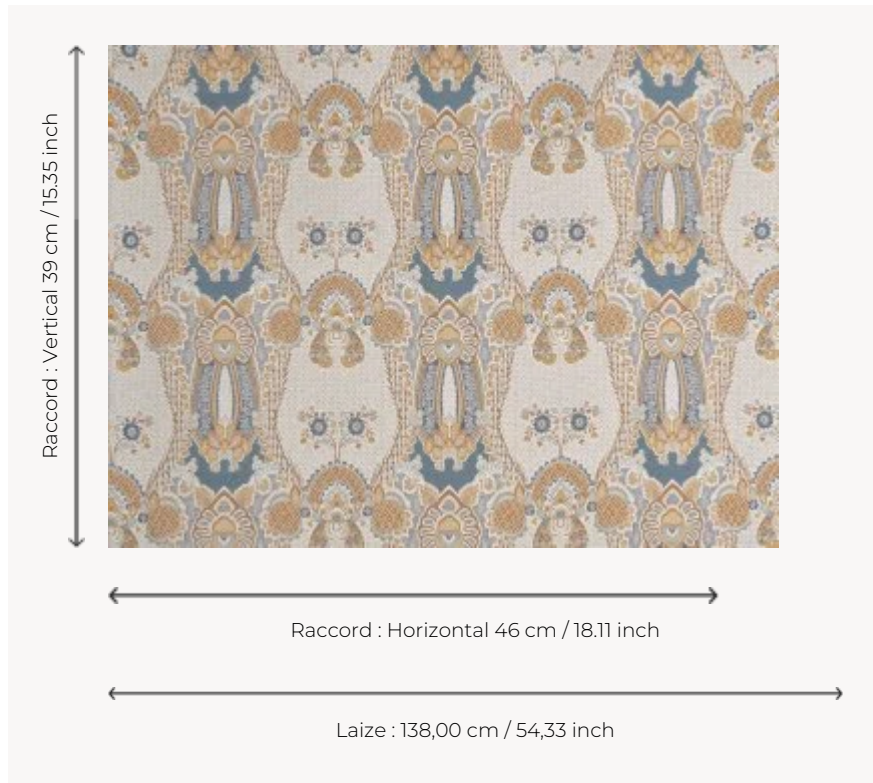 Raccord : Vertical 39 cm / 15.35 inch
Raccord : Horizontal 46 cm / 18.11 inch
Laize : 138,00 cm / 54,33 inch